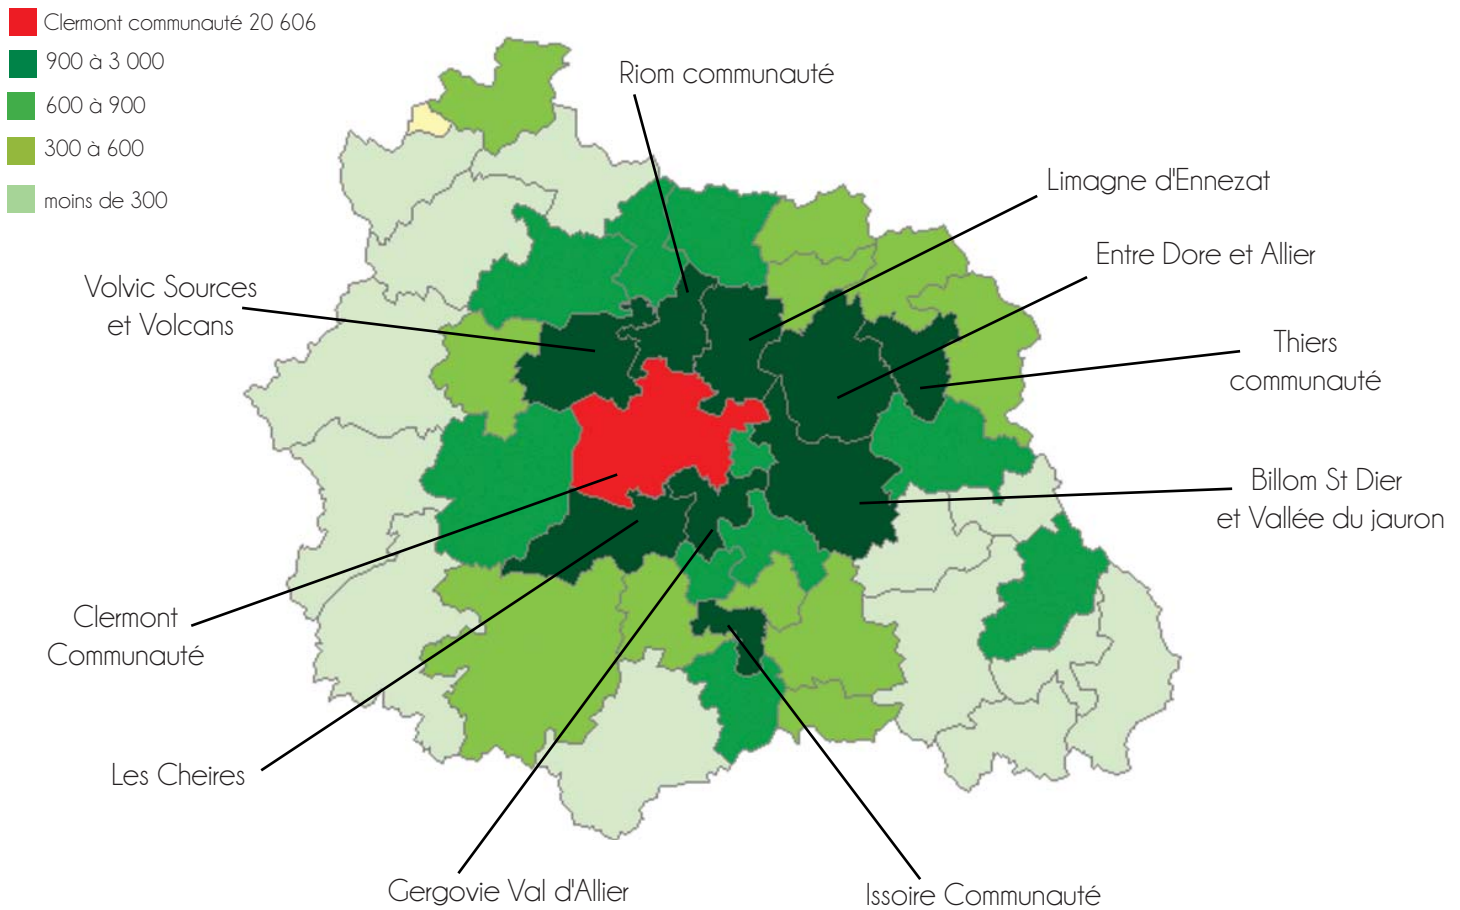 Clermont communauté 20 606
900 à 3 000
600 à 900
300 à 600
moins de 300
Riom communauté
Limagne d'Ennezat
Entre Dore et Allier
Volvic Sources
et Volcans
Thiers
communauté
Billom St Dier
et Vallée du jauron
Clermont
Communauté
Les Cheires
Gergovie Val d'Allier
Issoire Communauté